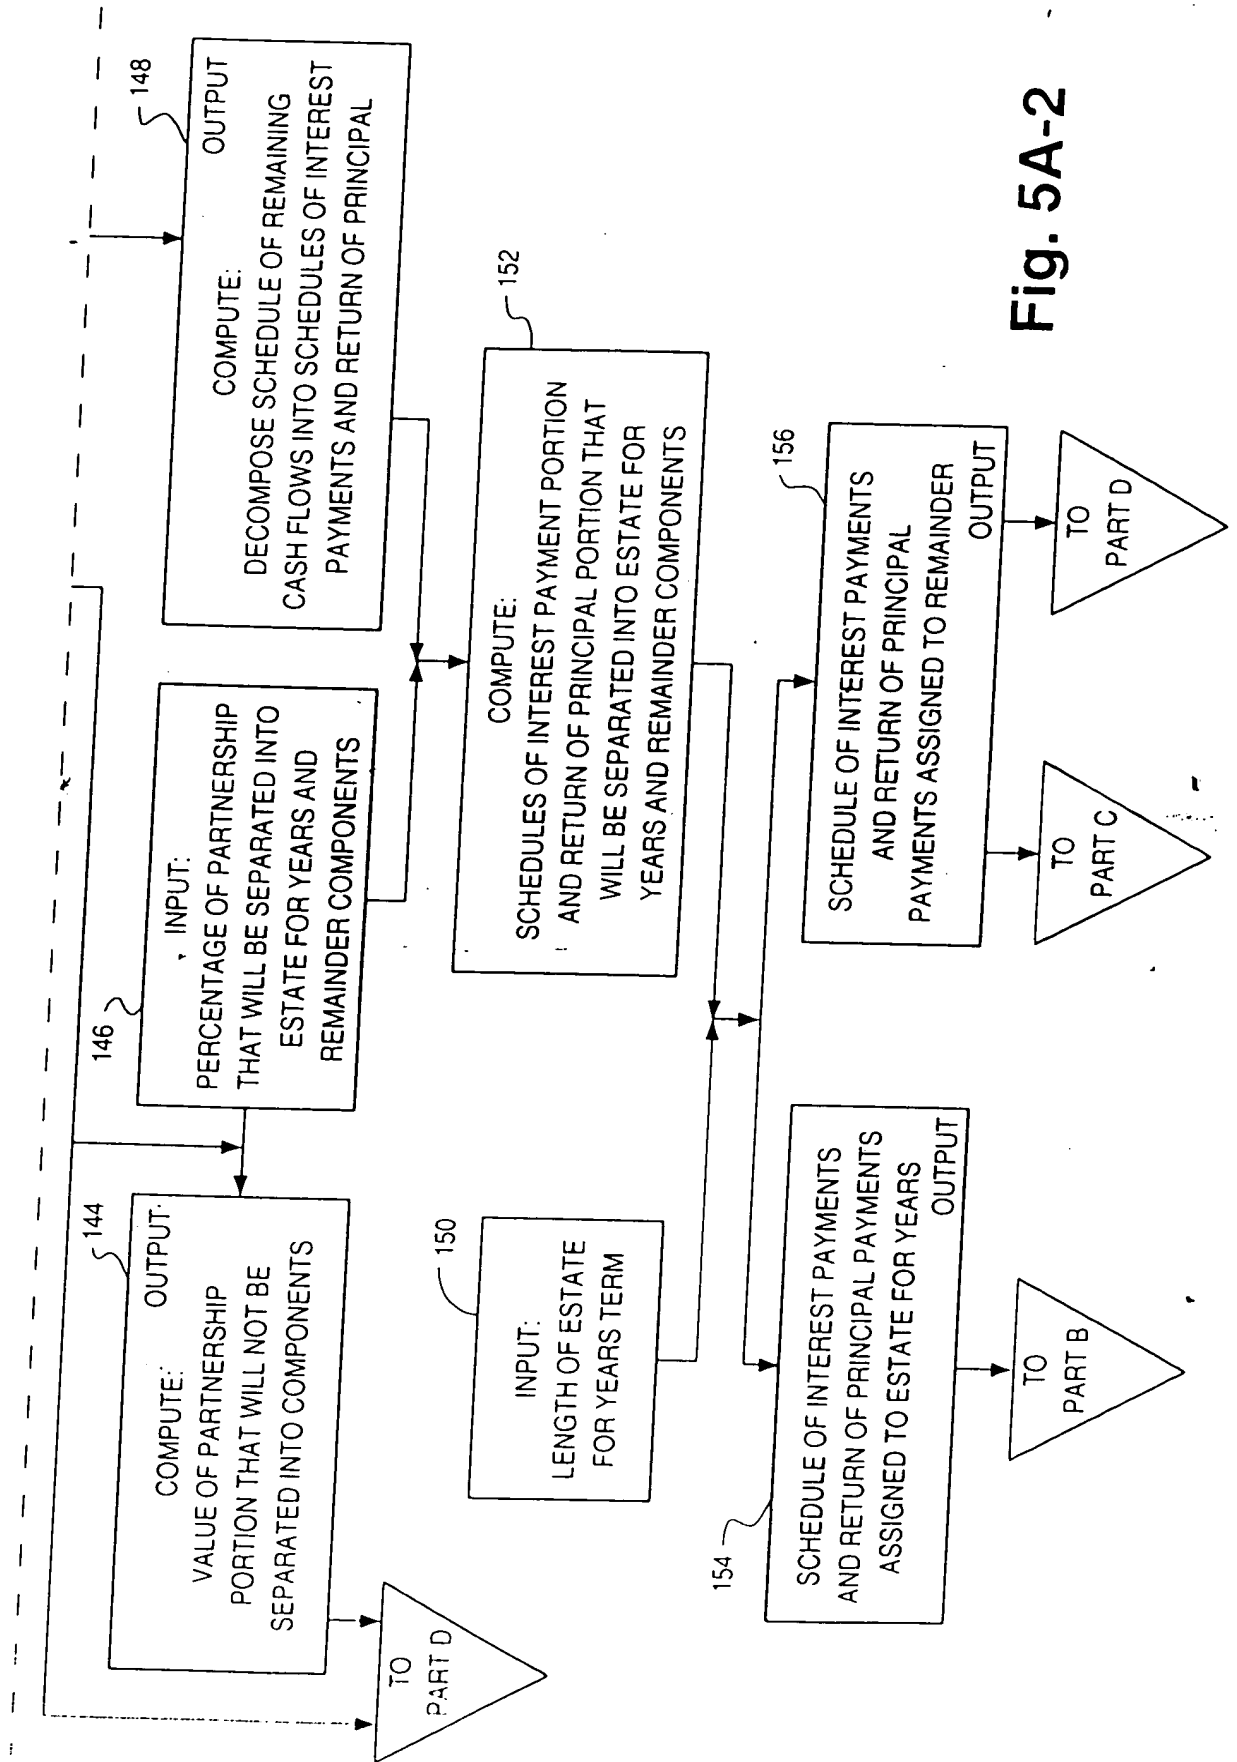 148
COMPUTE:
OUTPUT
DECOMPOSE SCHEDULE OF REMAINING
CASH FLOWS INTO SCHEDULES OF INTEREST
PAYMENTS AND RETURN OF PRINCIPAL
146
INPUT:
PERCENTAGE OF PARTNERSHIP
THAT WILL BE SEPARATED INTO
ESTATE FOR YEARS AND
REMAINDER COMPONENTS
144
COMPUTE:
OUTPUT:
VALUE OF PARTNERSHIP
PORTION THAT WILL NOT BE
SEPARATED INTO COMPONENTS
TO
PART D
152
COMPUTE:
SCHEDULES OF INTEREST PAYMENT PORTION
AND RETURN OF PRINCIPAL PORTION THAT
WILL BE SEPARATED INTO ESTATE FOR
YEARS AND REMAINDER COMPONENTS
150
INPUT:
LENGTH OF ESTATE
FOR YEARS TERM
154
SCHEDULE OF INTEREST PAYMENTS
AND RETURN OF PRINCIPAL PAYMENTS
ASSIGNED TO ESTATE FOR YEARS
OUTPUT
TO
PART B
156
SCHEDULE OF INTEREST PAYMENTS
AND RETURN OF PRINCIPAL
PAYMENTS ASSIGNED TO REMAINDER
OUTPUT
TO
PART C
TO
PART D
Fig. 5A-2